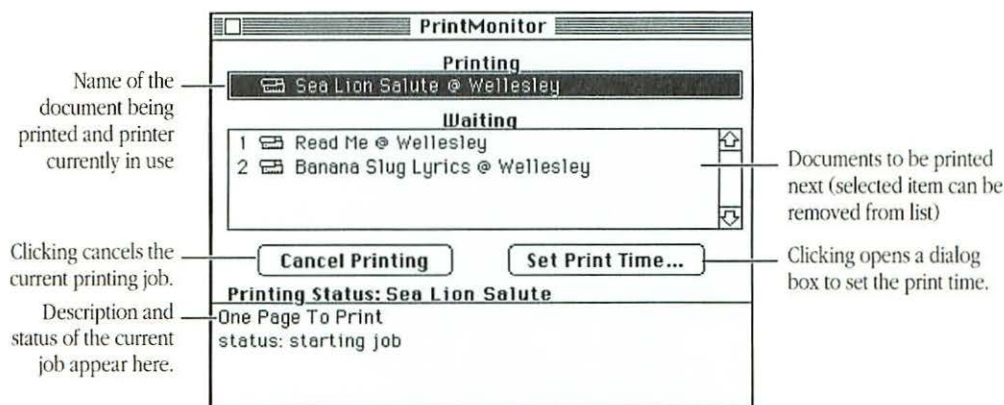 PrintMonitor
Printing
Sea Lion Salute @ Wellesley
Name of the
document being
printed and printer
currently in use
Waiting
1 Read Me @ Wellesley
2 Banana Slug Lyrics @ Wellesley
Documents to be printed
next (selected item can be
removed from list)
Clicking cancels the
current printing job.
Cancel Printing
Set Print Time...
Clicking opens a dialog
box to set the print time.
Printing Status: Sea Lion Salute
Description and
status of the current
job appear here.
One Page To Print
status: starting job